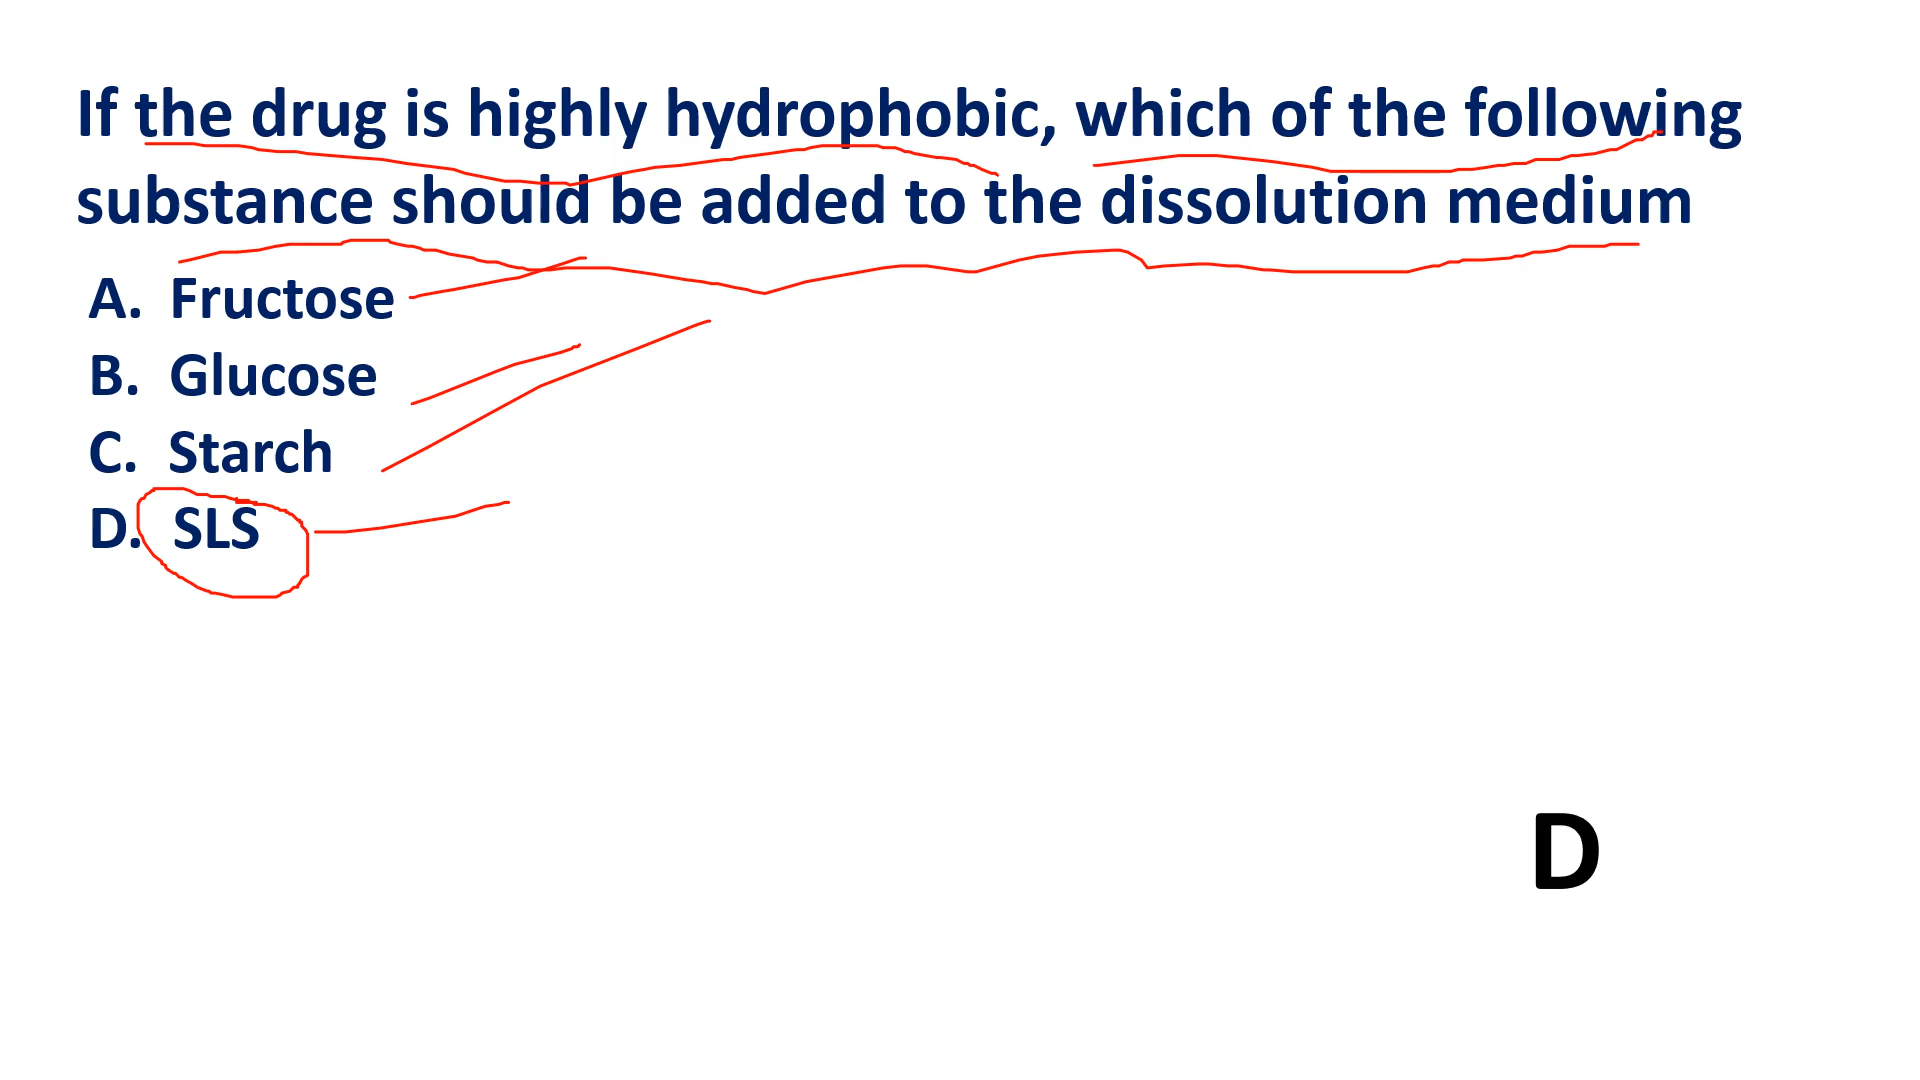 If the drug is highly hydrophobic, which of the following
substance should be added to the dissolution medium
A. Fructose
B. Glucose
C. Starch
D. SLS
D